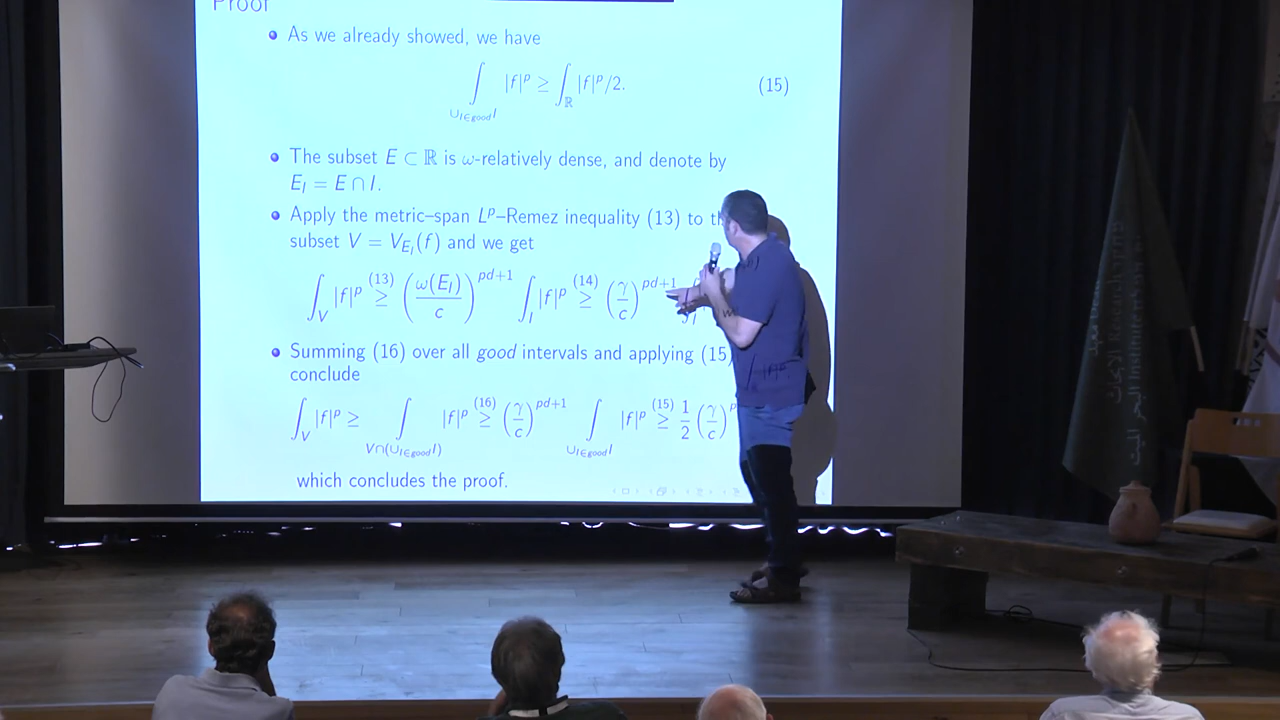 Proof
As we already showed, we have
∫_{∪_{I∈good} I} |f|^p ≥ ∫_ℝ |f|^p/2. (15)
The subset E ⊂ ℝ is ω-relatively dense, and denote by
E_I = E ∩ I.
Apply the metric–span L^p–Remez inequality (13) to
subset V = V_{E_I}(f) and we get
∫_V |f|^p ≥^{(13)} (ω(E_I)/c)^{pd+1} ∫_I |f|^p ≥^{(14)} (γ/c)^{pd+1} ∫_I
Summing (16) over all good intervals and applying (15)
conclude
∫_V |f|^p ≥ ∫_{V∩(∪_{I∈good} I)} |f|^p ≥^{(16)} (γ/c)^{pd+1} ∫_{∪_{I∈good} I} |f|^p ≥^{(15)} 1/2 (γ/c)^p
which concludes the proof.